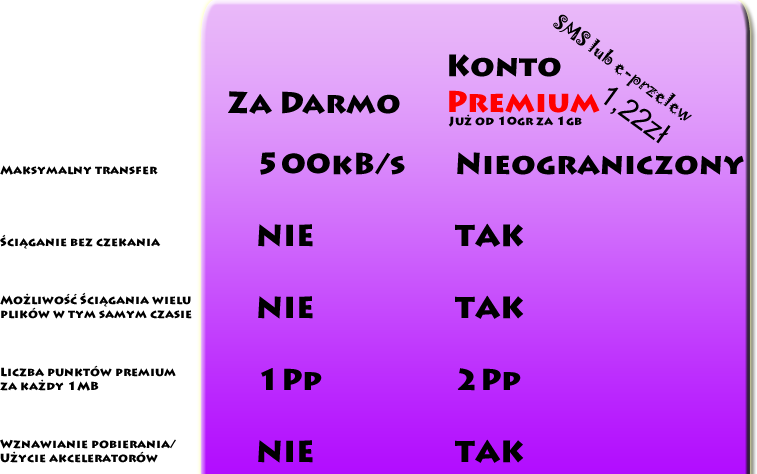 SMS lub e-przelew
1,22zł
Konto
Za Darmo
Premium
Już od 10gr za 1gb
Maksymalny transfer
500kB/s
Nieograniczony
Ściąganie bez czekania
NIE
TAK
Możliwość Ściągania wielu
plików w tym samym czasie
NIE
TAK
Liczba punktów premium
za każdy 1MB
1Pp
2Pp
Wznawianie pobierania/
Użycie akceleratorów
NIE
TAK